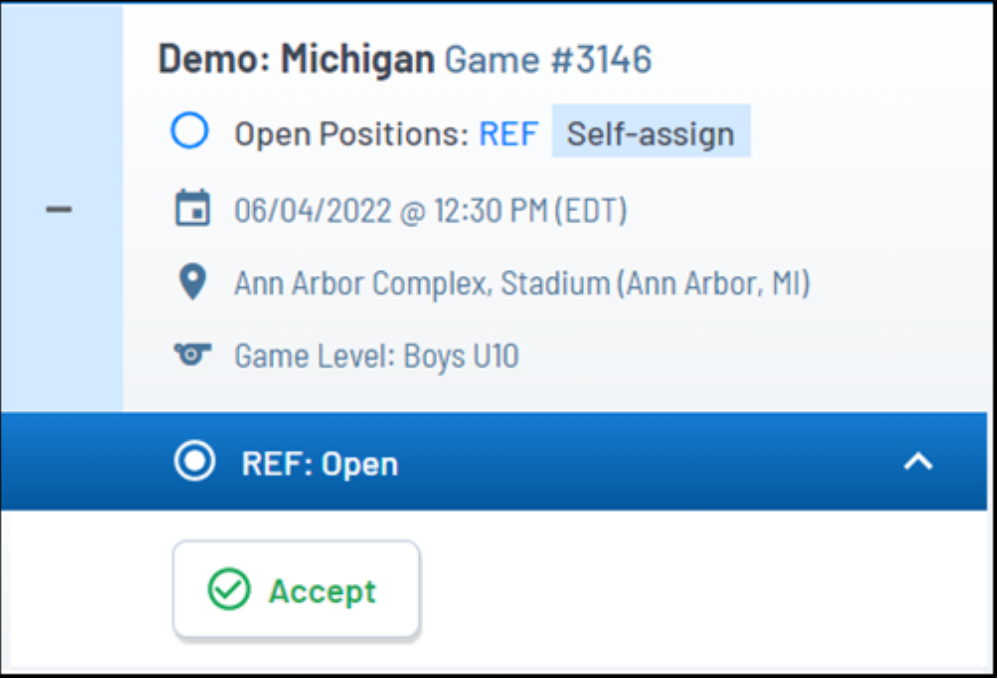 Demo: Michigan Game #3146
Open Positions: REF Self-assign
06/04/2022 @ 12:30 PM (EDT)
Ann Arbor Complex, Stadium (Ann Arbor, MI)
Game Level: Boys U10
REF: Open
Accept